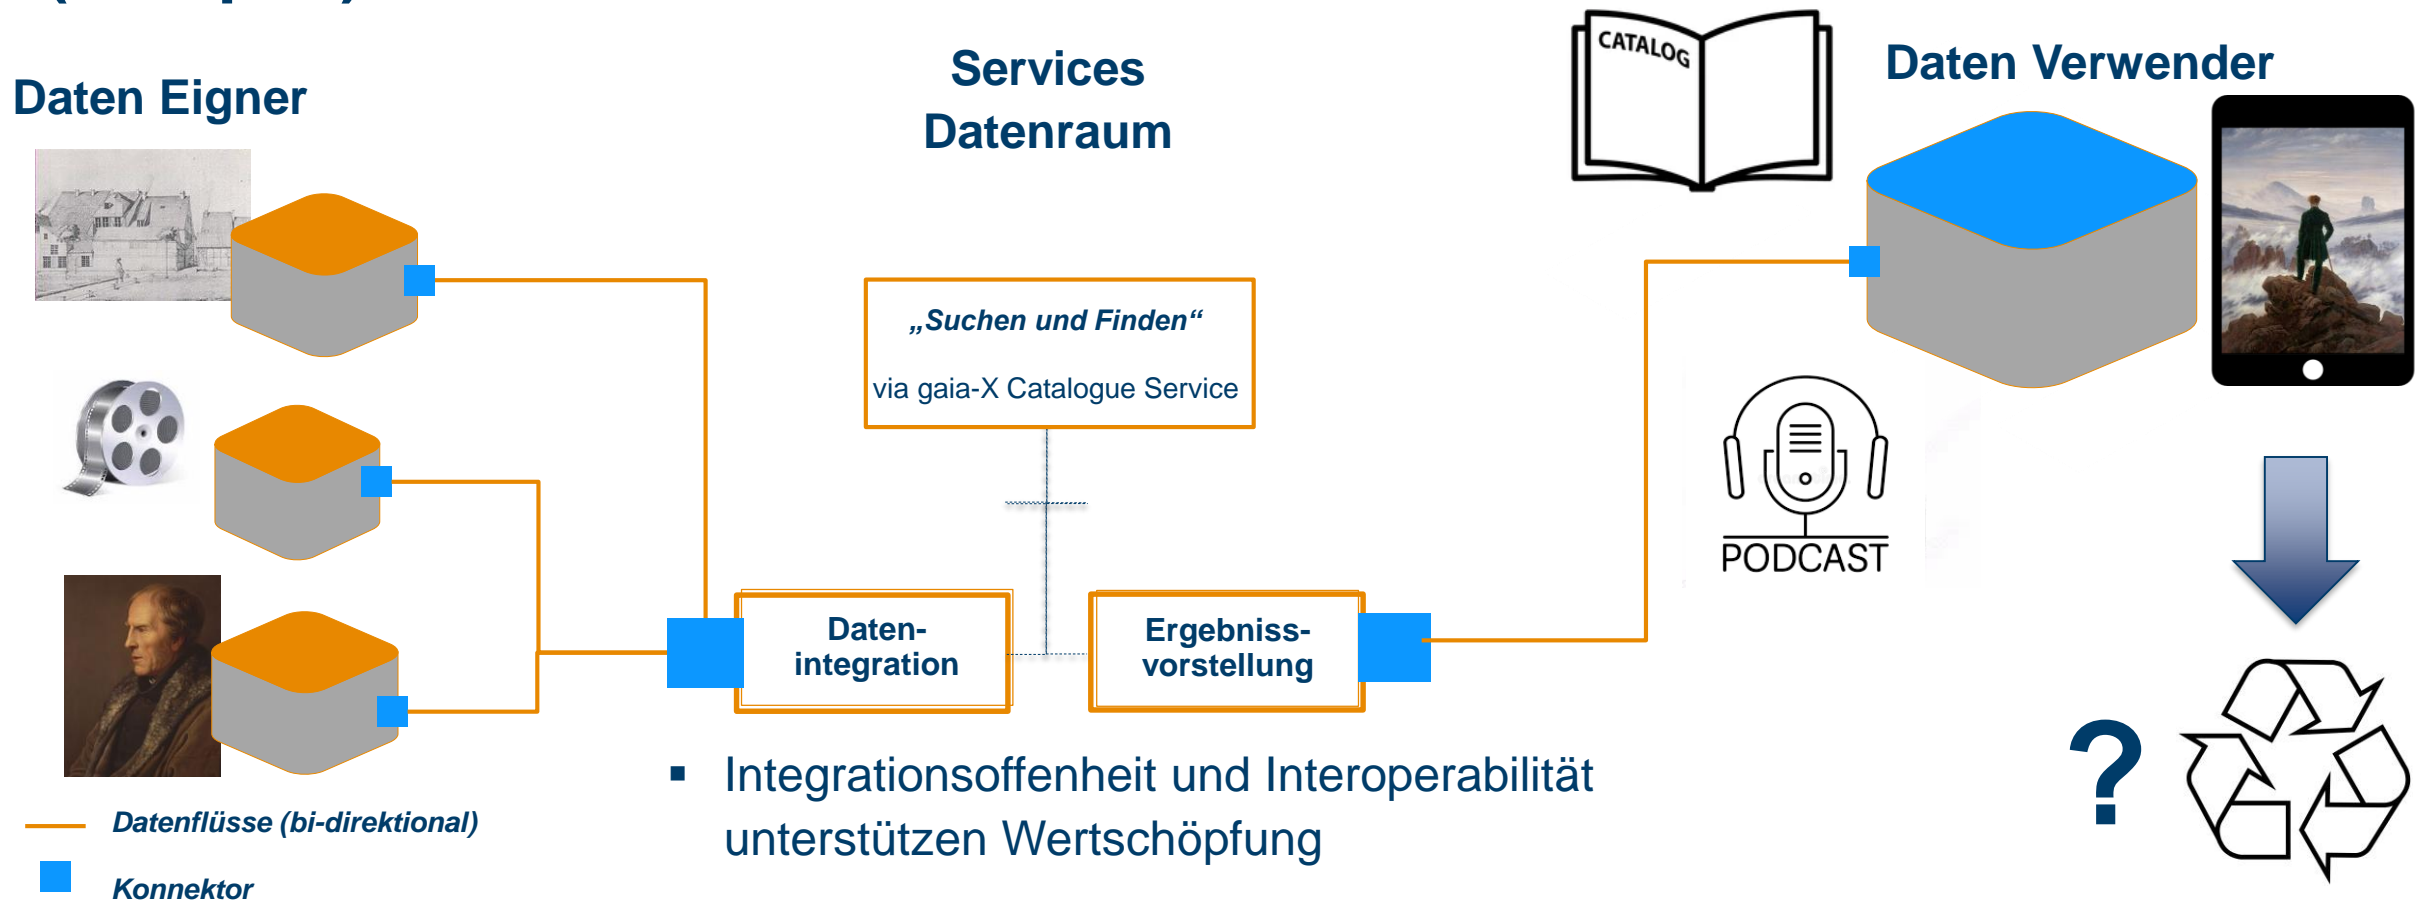 Daten Eigner
Services
Datenraum
CATALOG
Daten Verwender
„Suchen und Finden“
via gaia-X Catalogue Service
PODCAST
Daten-
integration
Ergebniss-
vorstellung
?
Integrationsoffenheit und Interoperabilität
unterstützen Wertschöpfung
Datenflüsse (bi-direktional)
Konnektor